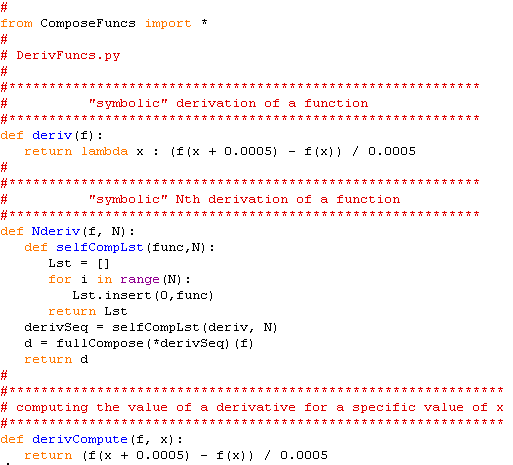 #
from ComposeFuncs import *
#
# DerivFuncs.py
#
#***********************************************************
#          "symbolic" derivation of a function
#***********************************************************
def deriv(f):
   return lambda x : (f(x + 0.0005) - f(x)) / 0.0005
#
#***********************************************************
#          "symbolic" Nth derivation of a function
#***********************************************************
def Nderiv(f, N):
   def selfCompLst(func,N):
      Lst = []
      for i in range(N):
         Lst.insert(0,func)
      return Lst
   derivSeq = selfCompLst(deriv, N)
   d = fullCompose(*derivSeq)(f)
   return d
#
#**************************************************************
# computing the value of a derivative for a specific value of x
#**************************************************************
def derivCompute(f, x):
   return (f(x + 0.0005) - f(x)) / 0.0005